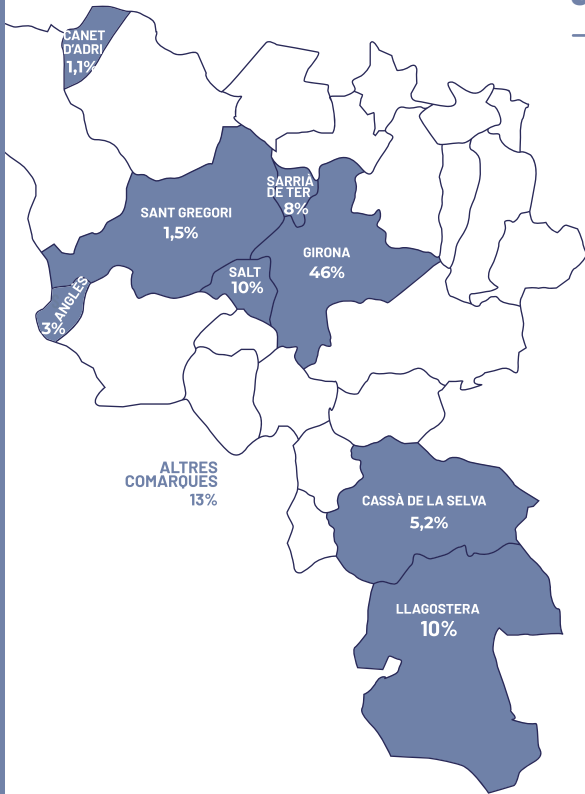 CANET
D'ADRI
1,1%
SARRIÀ
DE TER
8%
SANT GREGORI
1,5%
GIRONA
46%
SALT
10%
ANGLÈS
3%
ALTRES
COMARQUES
13%
CASSÀ DE LA SELVA
5,2%
LLAGOSTERA
10%